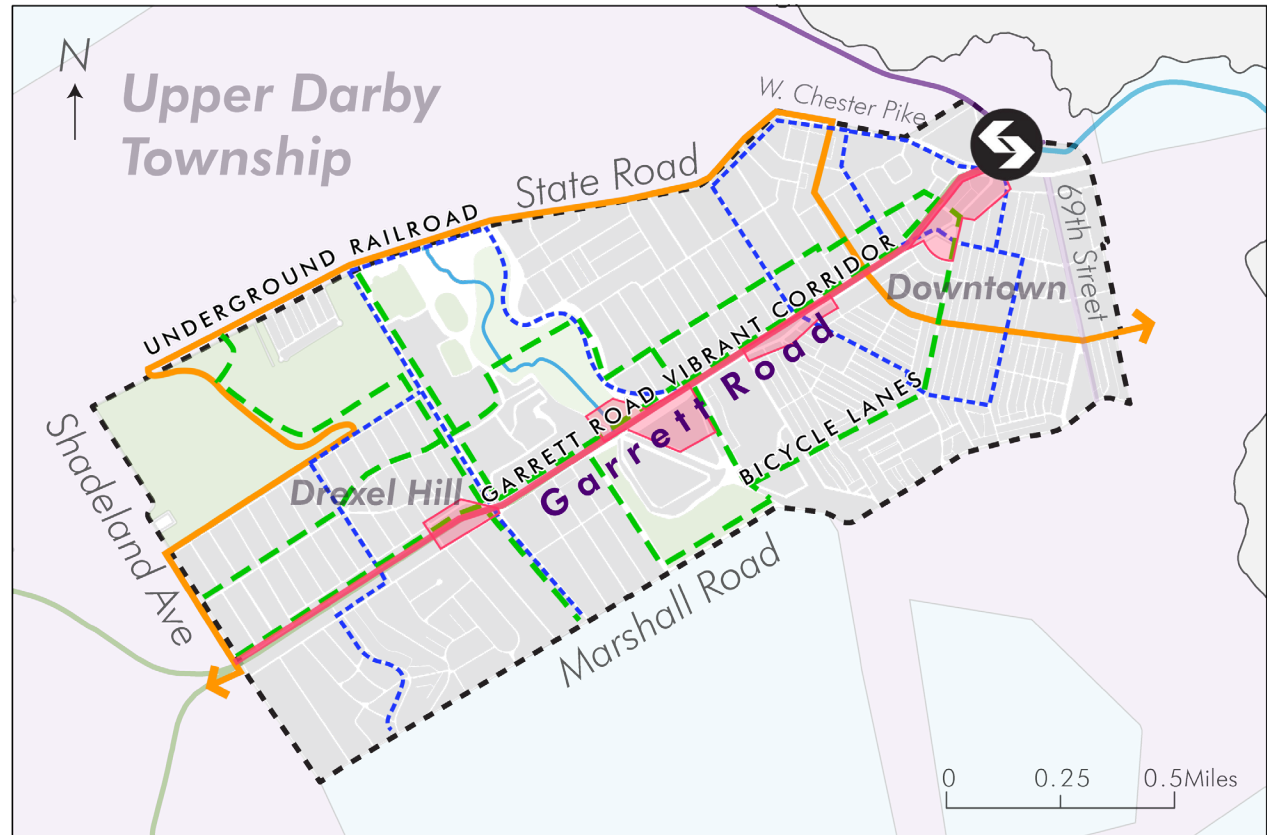 N
Upper Darby
Township
W. Chester Pike
State Road
UNDERGROUND RAILROAD
69th Street
GARRETT ROAD VIBRANT CORRIDOR
Downtown
Garrett Road
Shadeland Ave
Drexel Hill
BICYCLE LANES
Marshall Road
0 0.25 0.5Miles